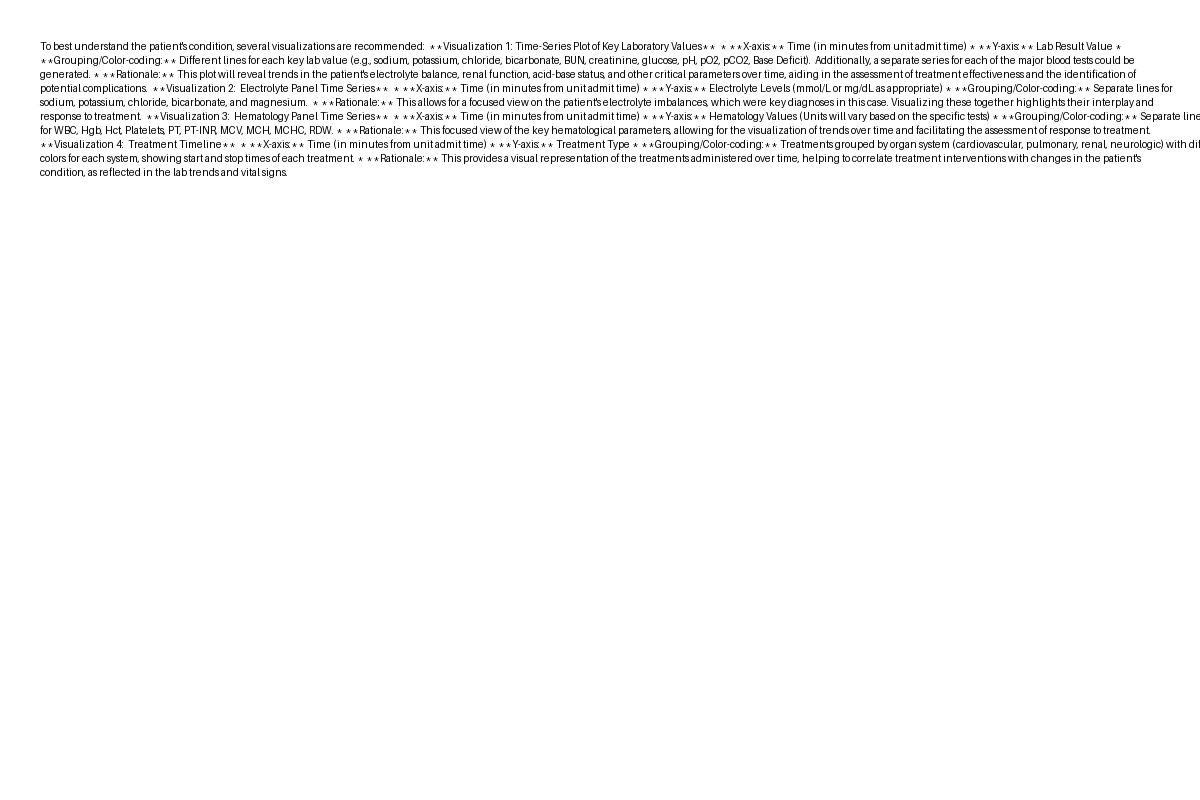 To best understand the patient's condition, several visualizations are recommended:  **Visualization 1: Time-Series Plot of Key Laboratory Values**  * **X-axis:** Time (in minutes from unit admit time) * **Y-axis:** Lab Result Value *
**Grouping/Color-coding:** Different lines for each key lab value (e.g., sodium, potassium, chloride, bicarbonate, BUN, creatinine, glucose, pH, pO2, pCO2, Base Deficit).  Additionally, a separate series for each of the major blood tests could be
generated. * **Rationale:** This plot will reveal trends in the patient's electrolyte balance, renal function, acid-base status, and other critical parameters over time, aiding in the assessment of treatment effectiveness and the identification of
potential complications.  **Visualization 2:  Electrolyte Panel Time Series**  * **X-axis:** Time (in minutes from unit admit time) * **Y-axis:** Electrolyte Levels (mmol/L or mg/dL as appropriate) * **Grouping/Color-coding:** Separate lines for
sodium, potassium, chloride, bicarbonate, and magnesium.  * **Rationale:** This allows for a focused view on the patient's electrolyte imbalances, which were key diagnoses in this case. Visualizing these together highlights their interplay and
response to treatment.  **Visualization 3:  Hematology Panel Time Series**  * **X-axis:** Time (in minutes from unit admit time) * **Y-axis:** Hematology Values (Units will vary based on the specific tests) * **Grouping/Color-coding:** Separate line
for WBC, Hgb, Hct, Platelets, PT, PT-INR, MCV, MCH, MCHC, RDW. * **Rationale:** This focused view of the key hematological parameters, allowing for the visualization of trends over time and facilitating the assessment of response to treatment.
**Visualization 4:  Treatment Timeline**  * **X-axis:** Time (in minutes from unit admit time) * **Y-axis:** Treatment Type * **Grouping/Color-coding:** Treatments grouped by organ system (cardiovascular, pulmonary, renal, neurologic) with
colors for each system, showing start and stop times of each treatment. * **Rationale:** This provides a visual representation of the treatments administered over time, helping to correlate treatment interventions with changes in the patient's
condition, as reflected in the lab trends and vital signs.